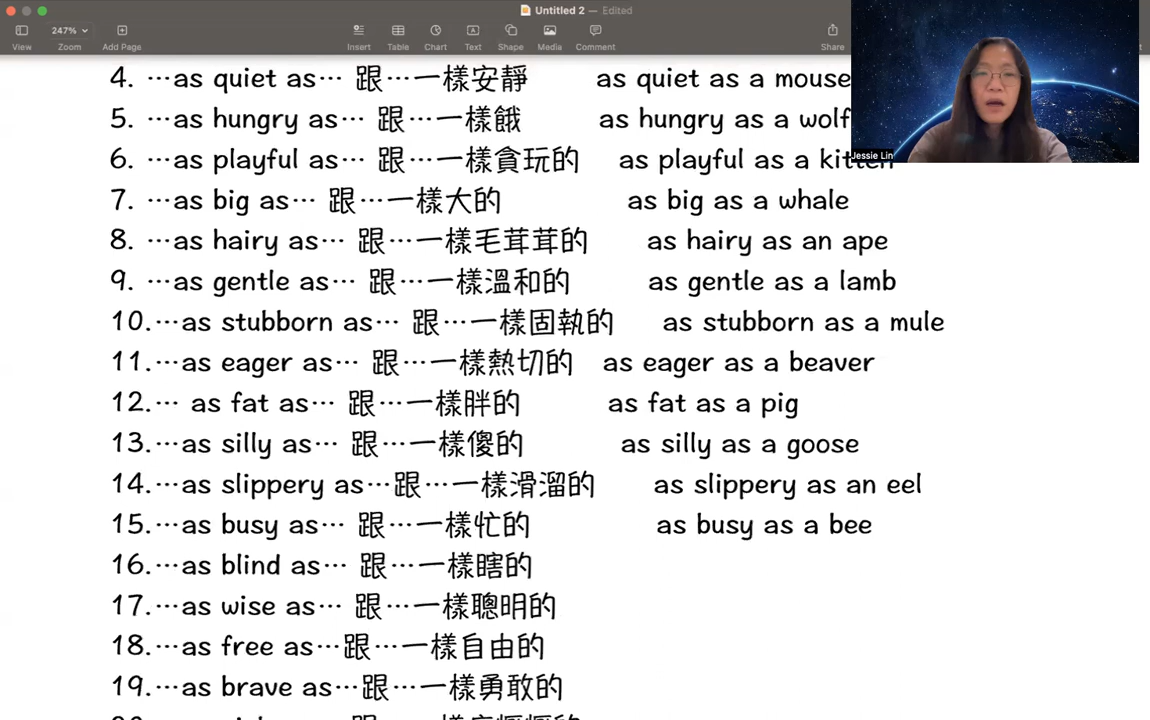 Untitled 2 — Edited
247%
View Zoom Add Page Insert Table Chart Text Shape Media Comment Share
4. …as quiet as… 跟…一樣安靜 as quiet as a mouse
5. …as hungry as… 跟…一樣餓 as hungry as a wolf
6. …as playful as… 跟…一樣貪玩的 as playful as a kitten
Jessie Lin
7. …as big as… 跟…一樣大的 as big as a whale
8. …as hairy as… 跟…一樣毛茸茸的 as hairy as an ape
9. …as gentle as… 跟…一樣溫和的 as gentle as a lamb
10.…as stubborn as… 跟…一樣固執的 as stubborn as a mule
11.…as eager as… 跟…一樣熱切的 as eager as a beaver
12.… as fat as… 跟…一樣胖的 as fat as a pig
13.…as silly as… 跟…一樣傻的 as silly as a goose
14.…as slippery as…跟…一樣滑溜的 as slippery as an eel
15.…as busy as… 跟…一樣忙的 as busy as a bee
16.…as blind as… 跟…一樣瞎的
17.…as wise as… 跟…一樣聰明的
18.…as free as…跟…一樣自由的
19.…as brave as…跟…一樣勇敢的